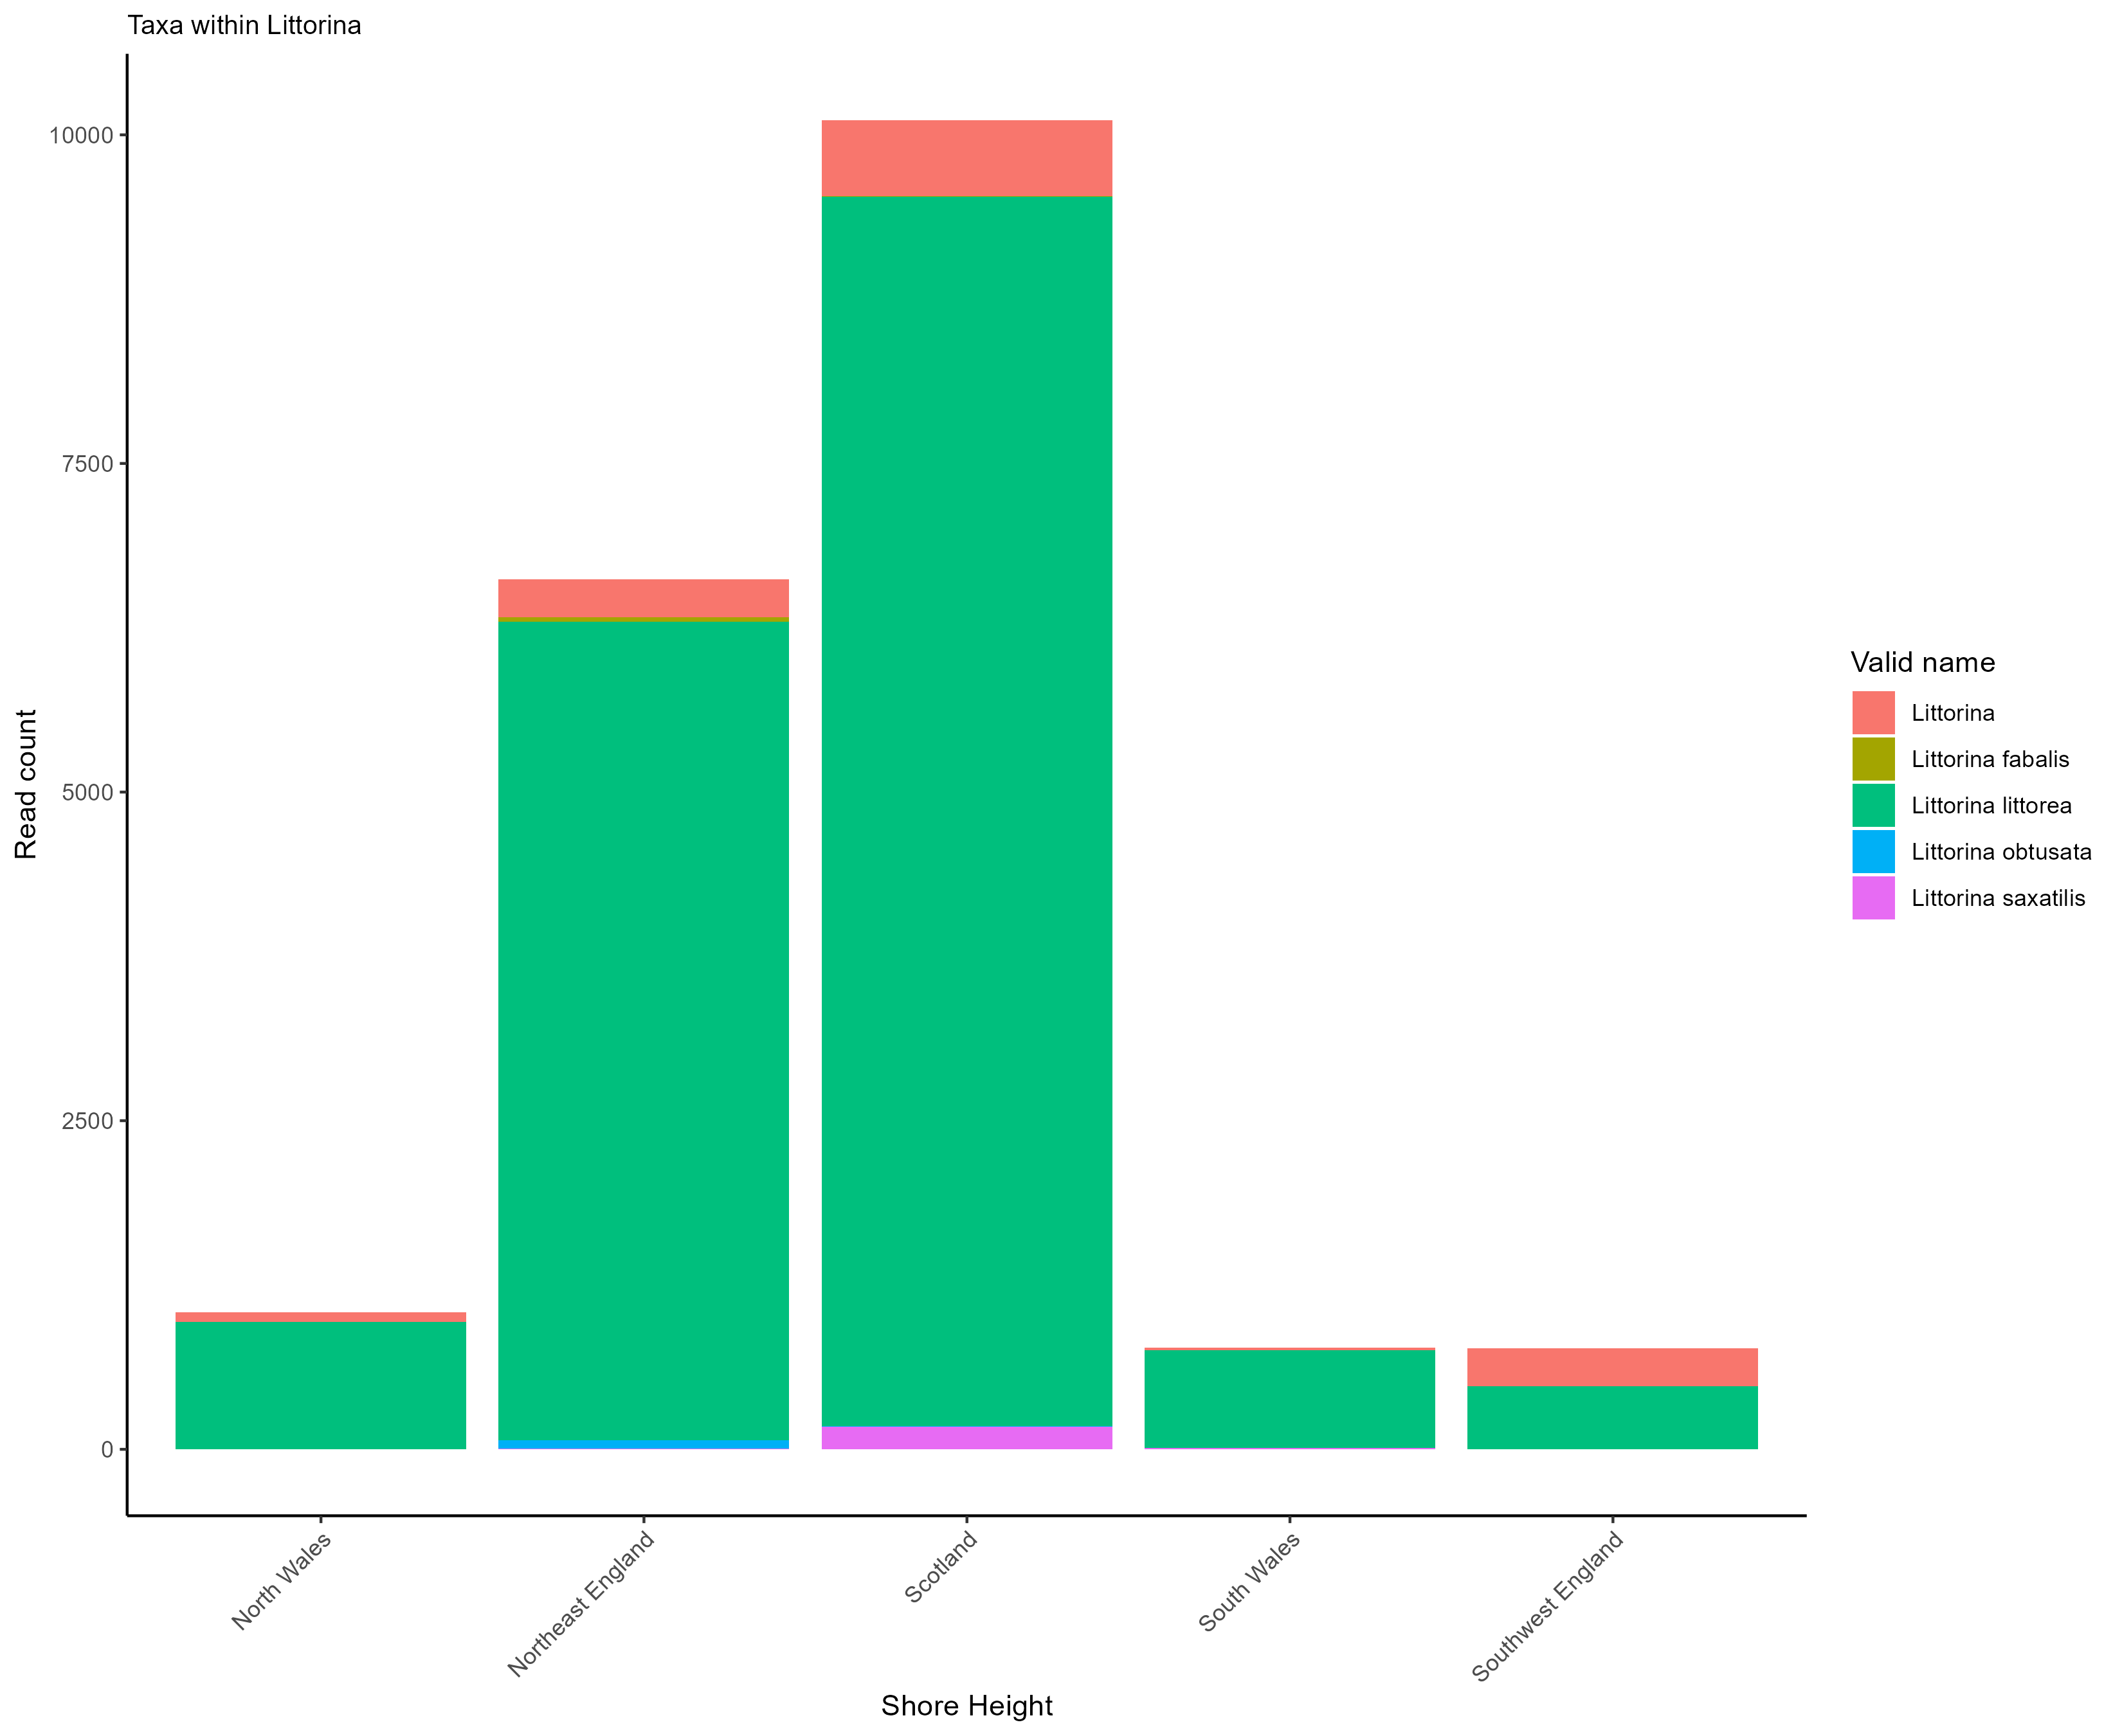 Taxa within Littorina
Read count
10000
7500
5000
2500
0
North Wales
Northeast England
Scotland
South Wales
Southwest England
Shore Height
Valid name
Littorina
Littorina fabalis
Littorina littorea
Littorina obtusata
Littorina saxatilis